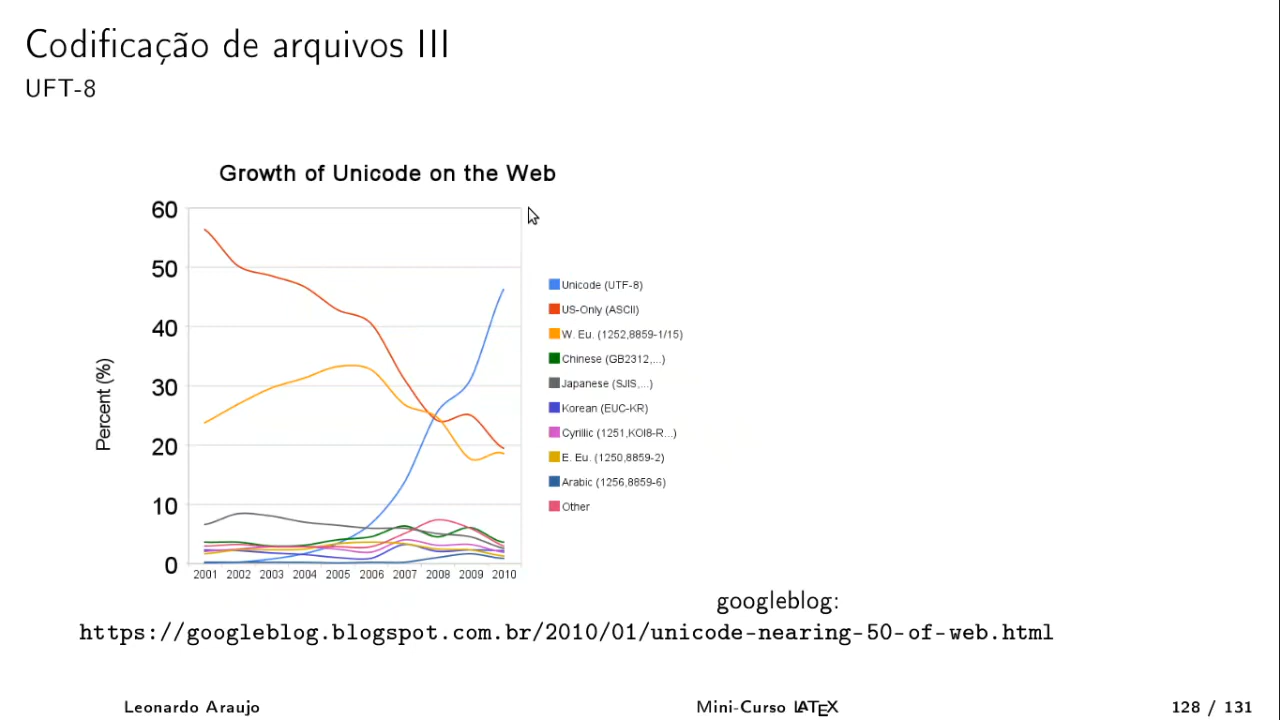 Codificação de arquivos III
UFT-8
Growth of Unicode on the Web
60
50
40
30
20
10
0
Percent (%)
2001 2002 2003 2004 2005 2006 2007 2008 2009 2010
Unicode (UTF-8)
US-Only (ASCII)
W. Eu. (1252,8859-1/15)
Chinese (GB2312,...)
Japanese (SJIS,...)
Korean (EUC-KR)
Cyrillic (1251,KOI8-R...)
E. Eu. (1250,8859-2)
Arabic (1256,8859-6)
Other
googleblog:
https://googleblog.blogspot.com.br/2010/01/unicode-nearing-50-of-web.html
Leonardo Araujo Mini-Curso LATEX 128 / 131